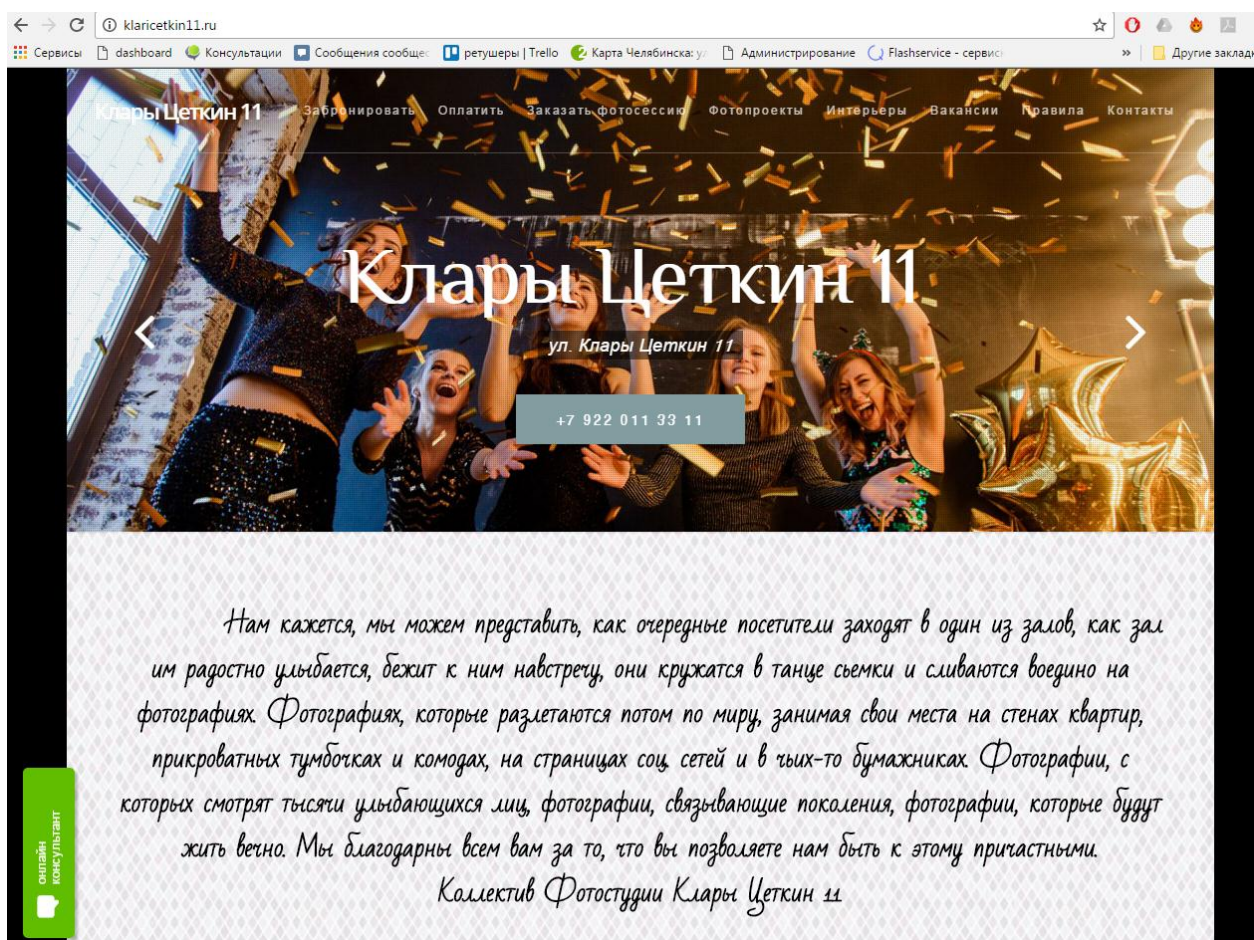 klaricetkin11.ru
Сервисы dashboard Консультации Сообщения сообщес ретушеры | Trello Карта Челябинска: ул Администрирование Flashservice - сервис » Другие заклад
Клары Цеткин 11 Забронировать Оплатить Заказать фотосессию Фотопроекты Интерьеры Вакансии Правила Контакты
Клары Цеткин 11
ул. Клары Цеткин 11
+7 922 011 33 11
Нам кажется, мы можем представить, как очередные посетители заходят в один из залов, как зал
им радостно улыбается, бежит к ним навстречу, они кружатся в танце сьемки и сливаются воедино на
фотографиях. Фотографиях, которые разлетаются потом по миру, занимая свои места на стенах квартир,
прикроватных тумбочках и комодах, на страницах соц. сетей и в чьих-то бумажниках. Фотографии, с
которых смотрят тысячи улыбающихся лиц, фотографии, связывающие поколения, фотографии, которые будут
жить вечно. Мы благодарны всем вам за то, что вы позволяете нам быть к этому причастными.
Коллектив Фотостудии Клары Цеткин 11
онлайн
консультант